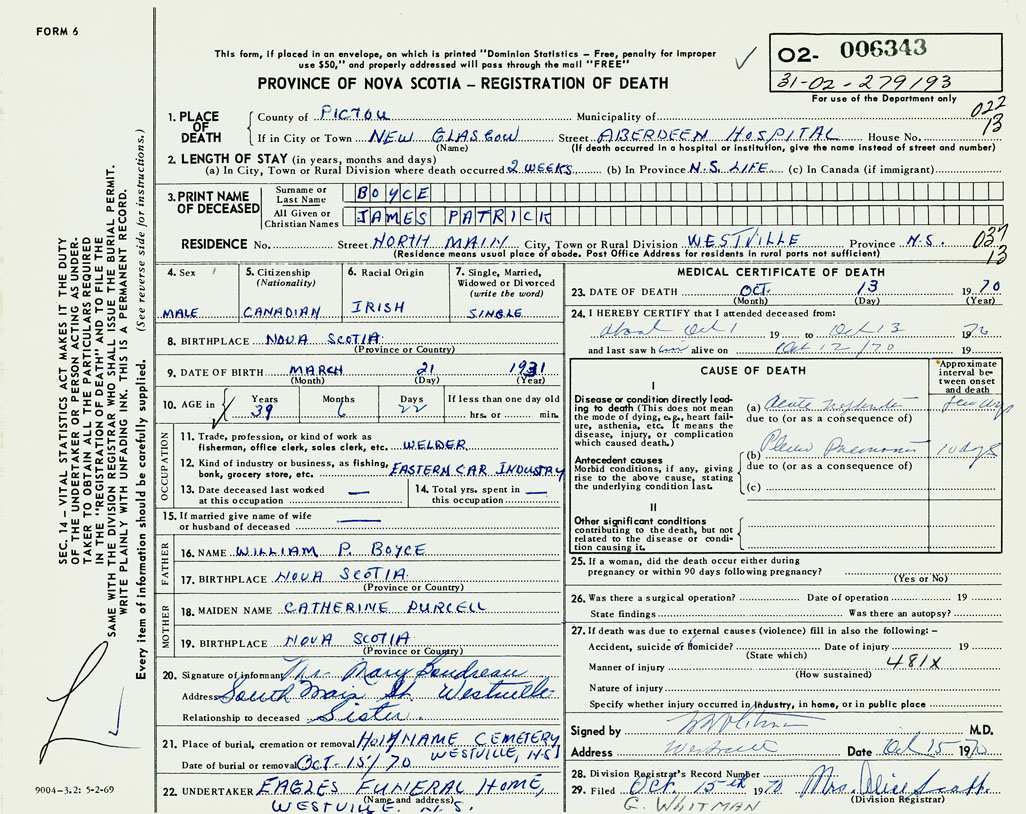 FORM 6
This form, if placed in an envelope, on which is printed "Dominion Statistics – Free, penalty for improper
use $50," and properly addressed will pass through the mail "FREE"
PROVINCE OF NOVA SCOTIA – REGISTRATION OF DEATH
02- 006343
31-02-279193
For use of the Department only
022
13
1. PLACE OF DEATH
County of PICTOU Municipality of
If in City or Town NEW GLASGOW Street ABERDEEN HOSPITAL House No.
(Name) (If death occurred in a hospital or institution, give the name instead of street and number)
2. LENGTH OF STAY (in years, months and days)
(a) In City, Town or Rural Division where death occurred 2 WEEKS (b) In Province N.S. LIFE (c) In Canada (if immigrant)
3. PRINT NAME OF DECEASED
Surname or Last Name BOYCE
All Given or Christian Names JAMES PATRICK
RESIDENCE No. Street NORTH MAIN City, Town or Rural Division WESTVILLE Province N.S.
(Residence means usual place of abode. Post Office Address for residents in rural parts not sufficient)
037
13
4. Sex MALE
5. Citizenship (Nationality) CANADIAN
6. Racial Origin IRISH
7. Single, Married, Widowed or Divorced (write the word) SINGLE
8. BIRTHPLACE NOVA SCOTIA
(Province or Country)
9. DATE OF BIRTH MARCH 21 1931
(Month) (Day) (Year)
10. AGE in Years 39 Months 6 Days 22 If less than one day old hrs. or min.
OCCUPATION
11. Trade, profession, or kind of work as
fisherman, office clerk, sales clerk, etc. WELDER
12. Kind of industry or business, as fishing,
bank, grocery store, etc. EASTERN CAR INDUSTRY
13. Date deceased last worked at this occupation —
14. Total yrs. spent in this occupation —
15. If married give name of wife
or husband of deceased —
FATHER
16. NAME WILLIAM P. BOYCE
17. BIRTHPLACE NOVA SCOTIA
(Province or Country)
MOTHER
18. MAIDEN NAME CATHERINE PURCELL
19. BIRTHPLACE NOVA SCOTIA
(Province or Country)
20. Signature of informant Mrs. Mary Boudreau
Address South Main St. Westville
Relationship to deceased Sister.
21. Place of burial, cremation or removal HOLY NAME CEMETERY
WESTVILLE, N.S.
Date of burial or removal OCT. 15/70
22. UNDERTAKER EAGLES FUNERAL HOME,
(Name and address)
WESTVILLE. N.S.
MEDICAL CERTIFICATE OF DEATH
23. DATE OF DEATH OCT. 13 1970
(Month) (Day) (Year)
24. I HEREBY CERTIFY that I attended deceased from:
about Oct 1 19 to Oct 13 1970
and last saw him alive on Oct 12/70 19
CAUSE OF DEATH
*Approximate interval between onset and death
I
Disease or condition directly leading to death (This does not mean the mode of dying, e.g., heart failure, asthenia, etc. It means the disease, injury, or complication which caused death.)
(a) Acute few days
due to (or as a consequence of)
Antecedent causes
Morbid conditions, if any, giving rise to the above cause, stating the underlying condition last.
(b) Pneumonia 10 days
due to (or as a consequence of)
(c)
II
Other significant conditions
contributing to the death, but not related to the disease or condition causing it.
25. If a woman, did the death occur either during
pregnancy or within 90 days following pregnancy?
(Yes or No)
26. Was there a surgical operation? Date of operation 19
State findings Was there an autopsy?
27. If death was due to external causes (violence) fill in also the following: –
Accident, suicide or homicide? Date of injury 19
(State which)
Manner of injury 481X
(How sustained)
Nature of injury
Specify whether injury occurred in industry, in home, or in public place
Signed by M.D.
Address Westville Date Oct 15 1970
28. Division Registrar's Record Number
29. Filed Oct. 15th 1970 Mrs. Alice Scott.
(Division Registrar)
G. WHITMAN
SEC. 14 – VITAL STATISTICS ACT MAKES IT THE DUTY
OF THE UNDERTAKER OR PERSON ACTING AS UNDER-
TAKER TO OBTAIN ALL THE PARTICULARS REQUIRED
IN THE "REGISTRATION OF DEATH" AND TO FILE THE
SAME WITH THE DIVISION REGISTRAR WHO SHALL ISSUE THE BURIAL PERMIT.
WRITE PLAINLY WITH UNFADING INK. THIS IS A PERMANENT RECORD.
Every item of information should be carefully supplied. (See reverse side for instructions.)
9004–3.2: 5-2-69